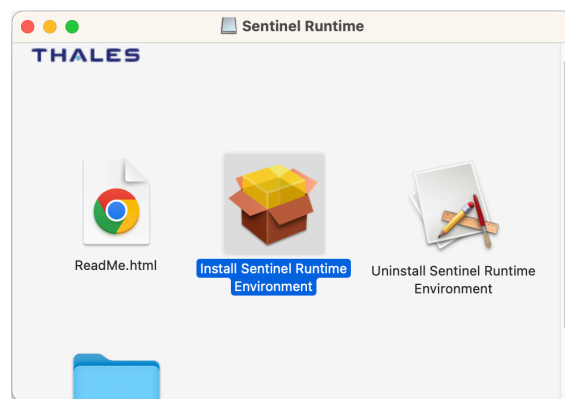 Sentinel Runtime
THALES
ReadMe.html
Install Sentinel Runtime
Environment
Uninstall Sentinel Runtime
Environment